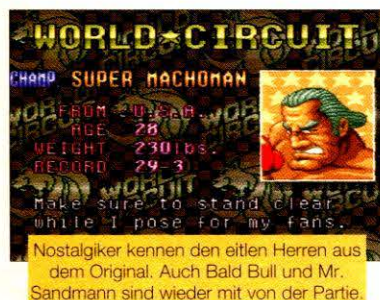 WORLD★CIRCUIT
CHAMP SUPER MACHOMAN
FROM U.S.A.
AGE 28
WEIGHT 230lbs.
RECORD 29-3
Make sure to stand clear
while I pose for my fans.
Nostalgiker kennen den eitlen Herren aus
dem Original. Auch Bald Bull und Mr.
Sandmann sind wieder mit von der Partie.